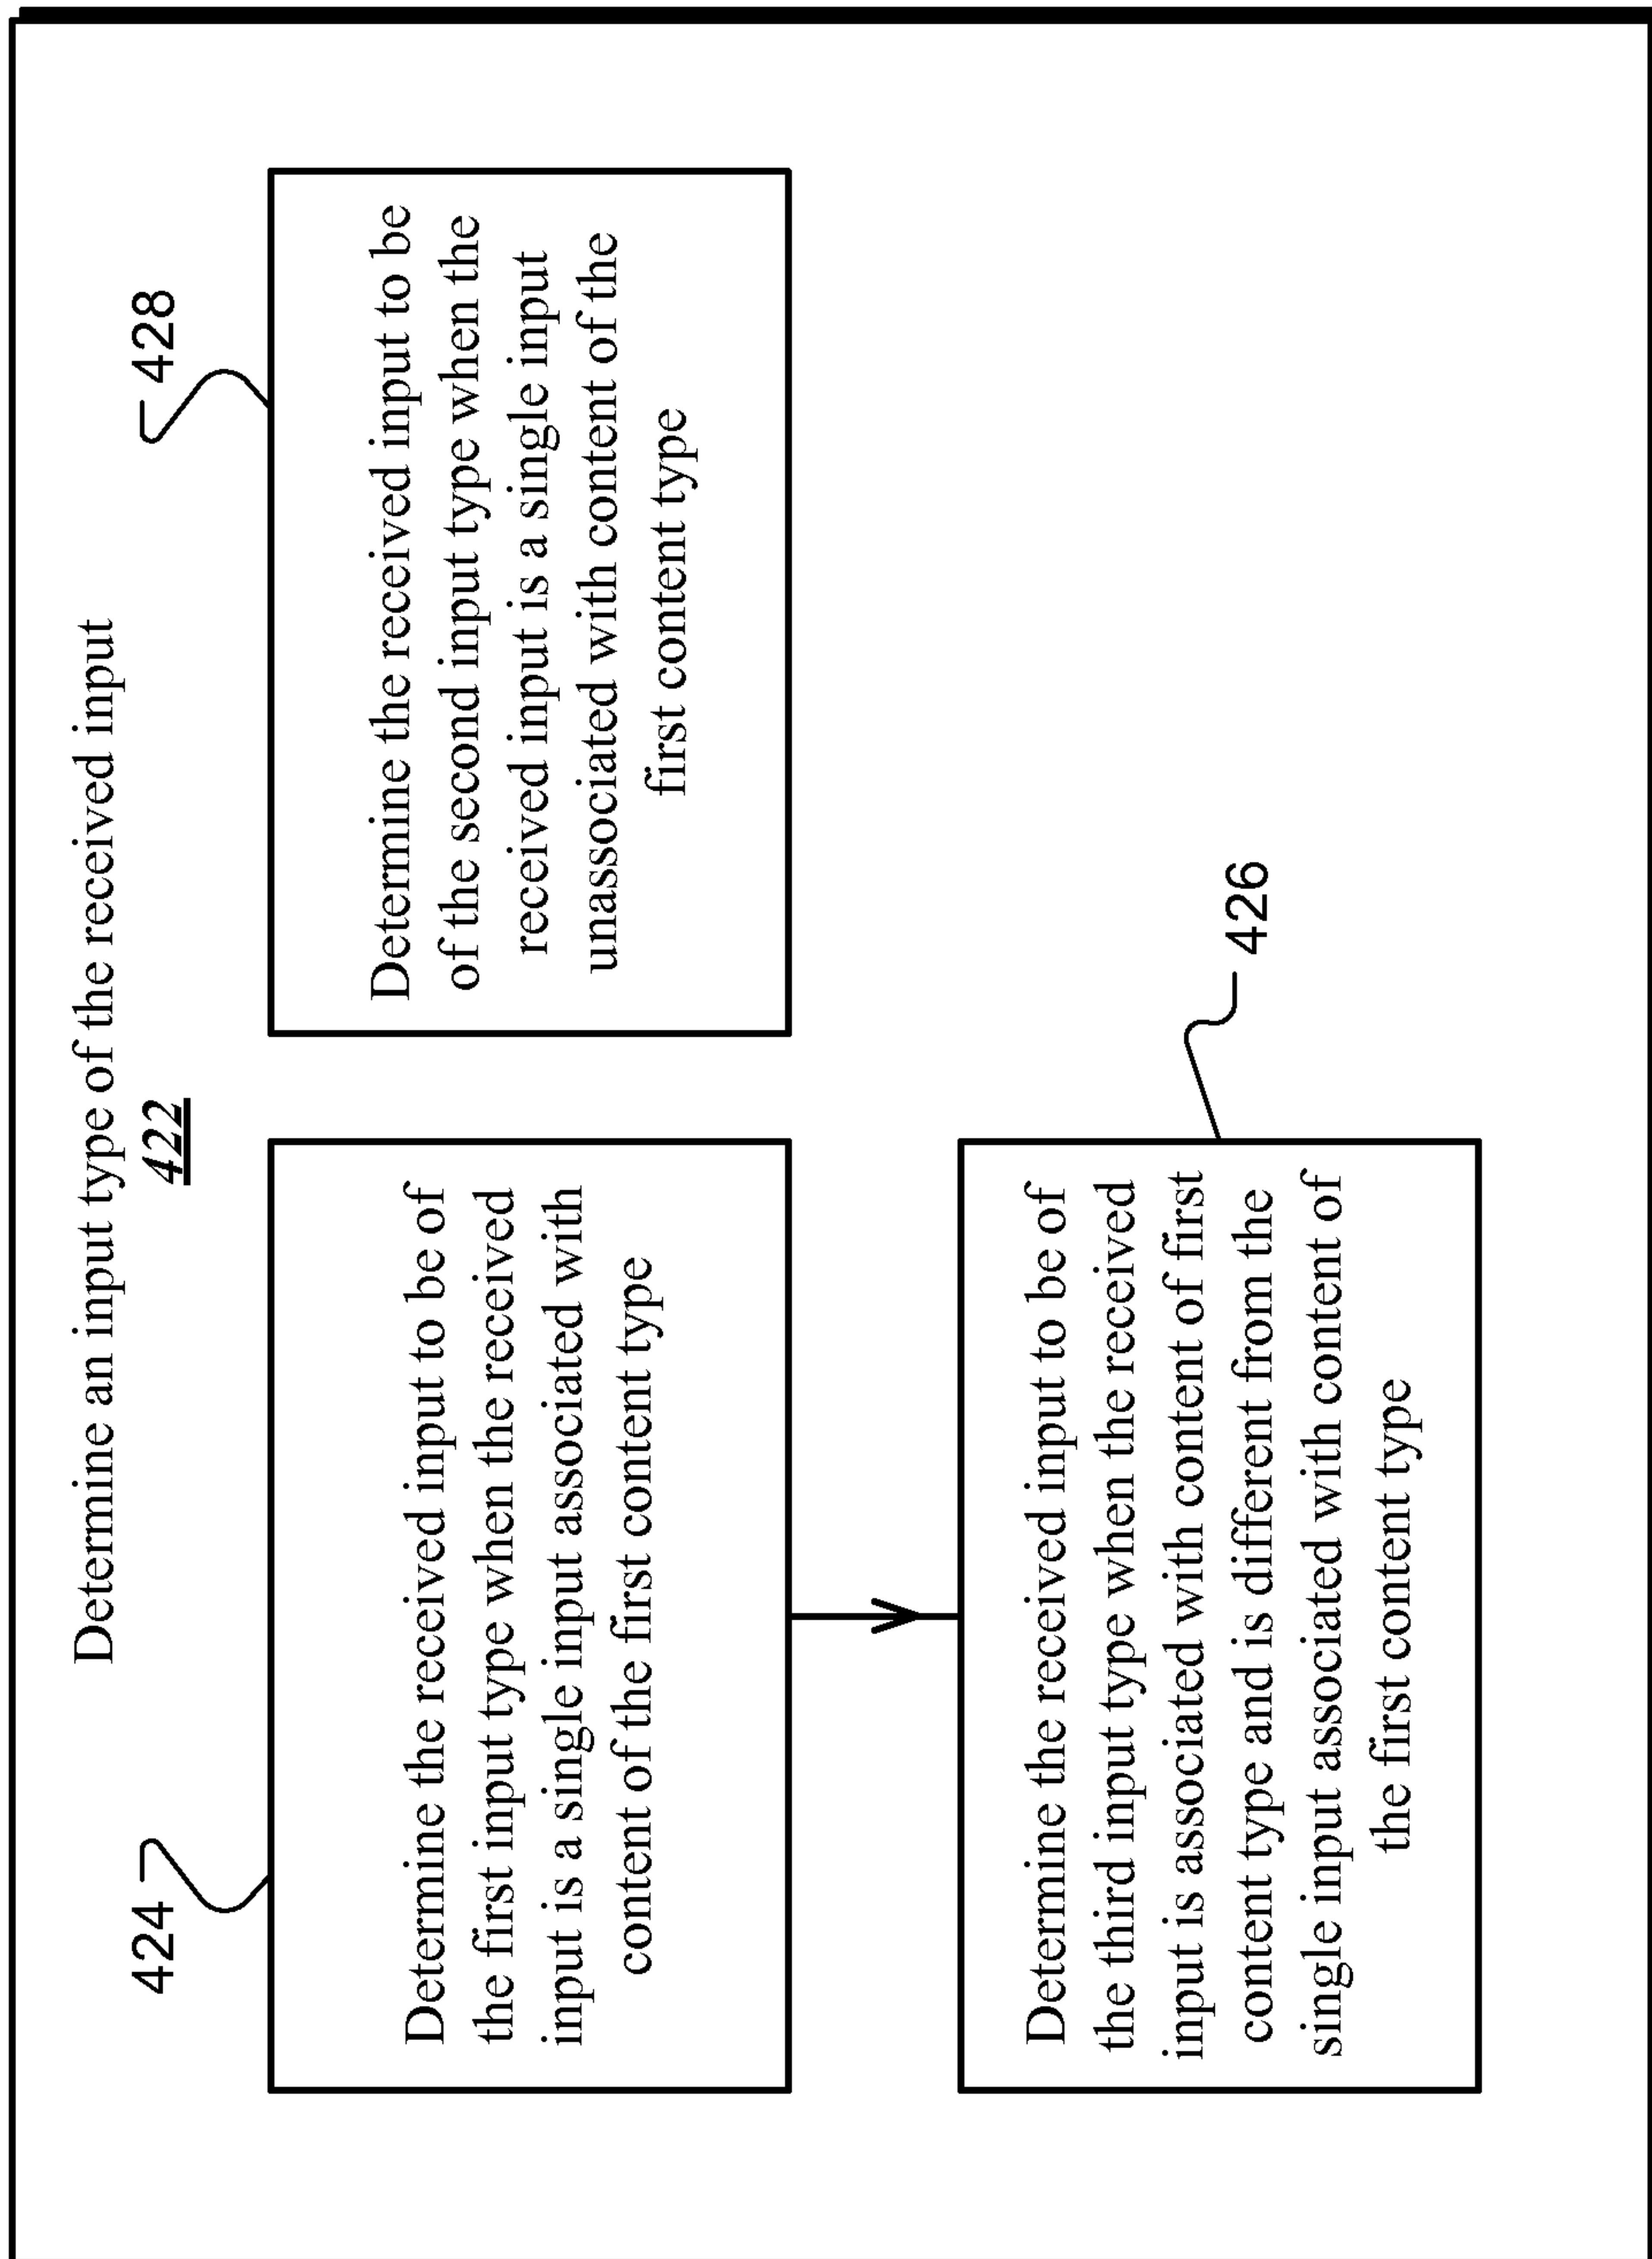 Determine an input type of the received input
422
424
Determine the received input to be of
the first input type when the received
input is a single input associated with
content of the first content type
428
Determine the received input to be
of the second input type when the
received input is a single input
unassociated with content of the
first content type
Determine the received input to be of
the third input type when the received
input is associated with content of first
content type and is different from the
single input associated with content of
the first content type
426